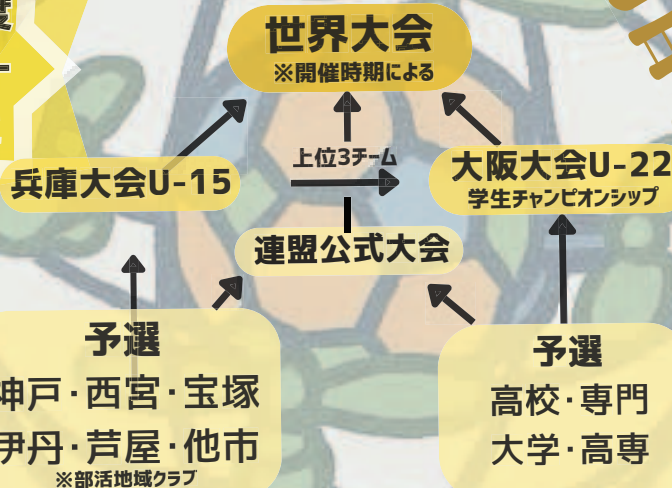 世界大会
※開催時期による
上位3チーム
兵庫大会U-15
大阪大会U-22
学生チャンピオンシップ
連盟公式大会
予選
神戸・西宮・宝塚
伊丹・芦屋・他市
※部活地域クラブ
予選
高校・専門
大学・高専